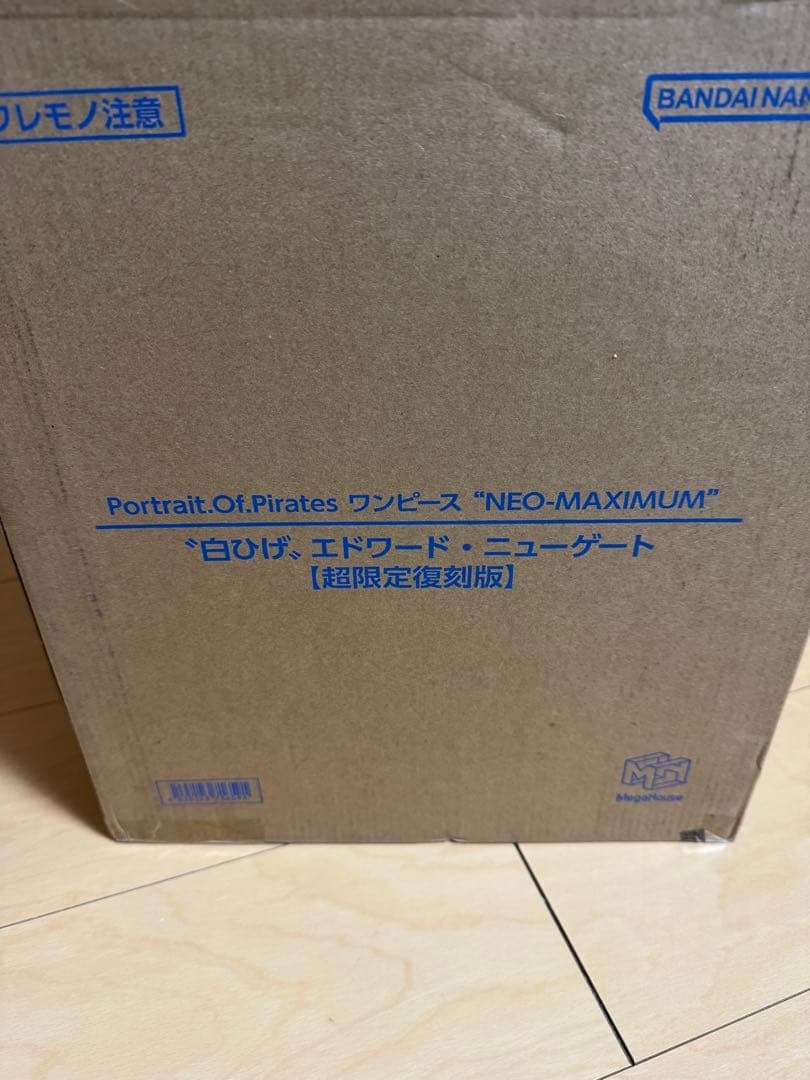 ワレモノ注意
BANDAI NAM
Portrait.Of.Pirates ワンピース “NEO-MAXIMUM”
〝白ひげ〟エドワード・ニューゲート
【超限定復刻版】
MegaHouse